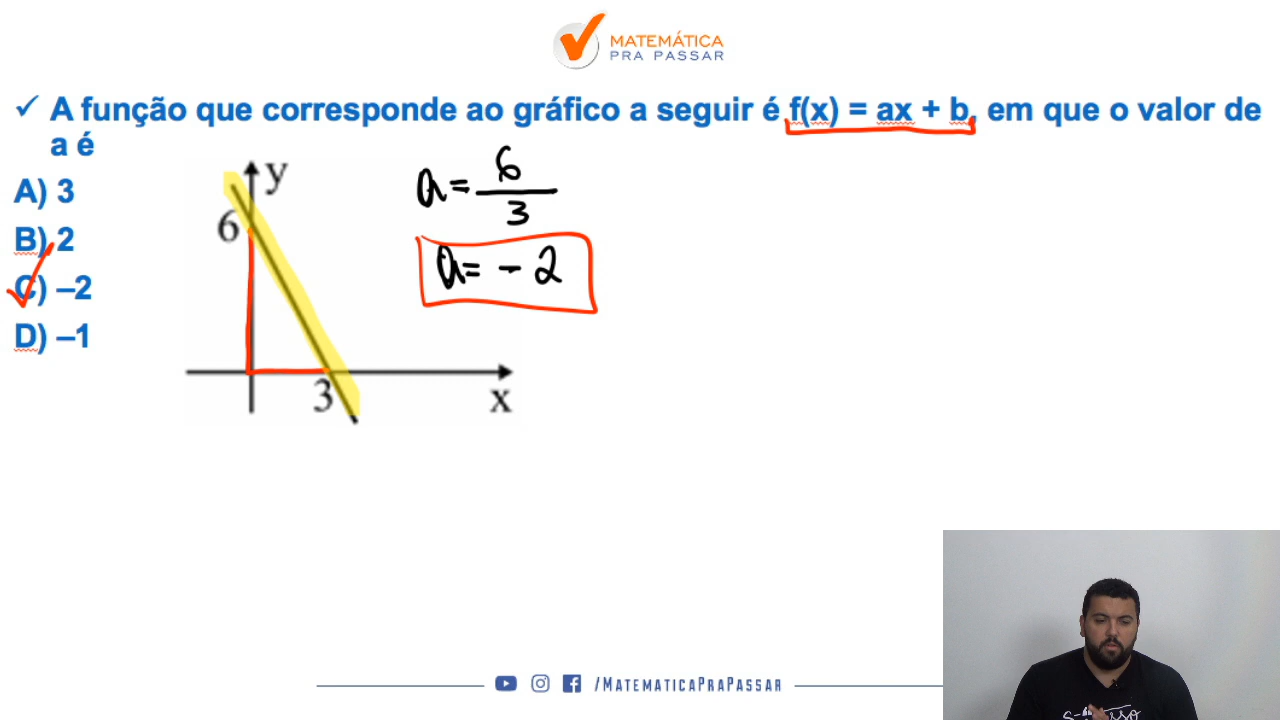 MATEMÁTICA
PRA PASSAR
✓ A função que corresponde ao gráfico a seguir é f(x) = ax + b, em que o valor de
a é
A) 3
B) 2
C) –2
D) –1
y
6
3
x
a = 6/3
a = - 2
/MATEMATICAPRAPASSAR